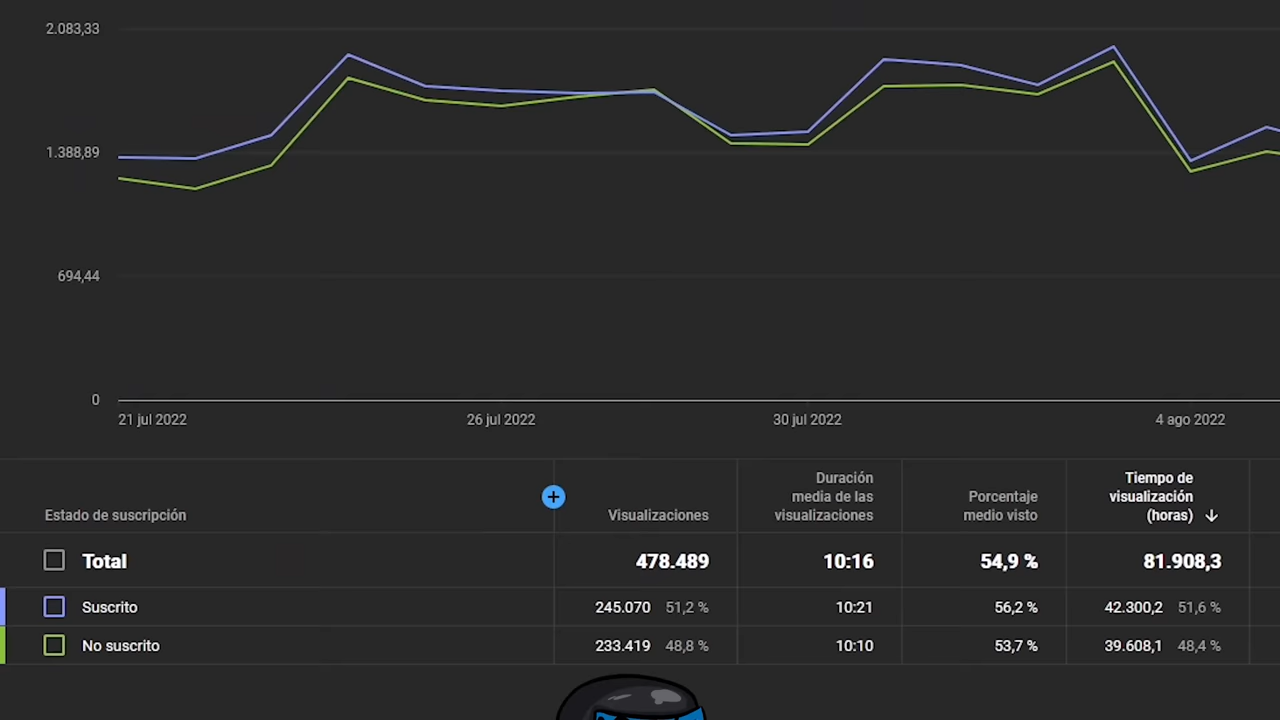 2.083,33
1.388,89
694,44
0
21 jul 2022
26 jul 2022
30 jul 2022
4 ago 2022
Estado de suscripción
Visualizaciones
Duración
media de las
visualizaciones
Porcentaje
medio visto
Tiempo de
visualización
(horas)
Total 478.489 10:16 54,9 % 81.908,3
Suscrito 245.070 51,2 % 10:21 56,2 % 42.300,2 51,6 %
No suscrito 233.419 48,8 % 10:10 53,7 % 39.608,1 48,4 %